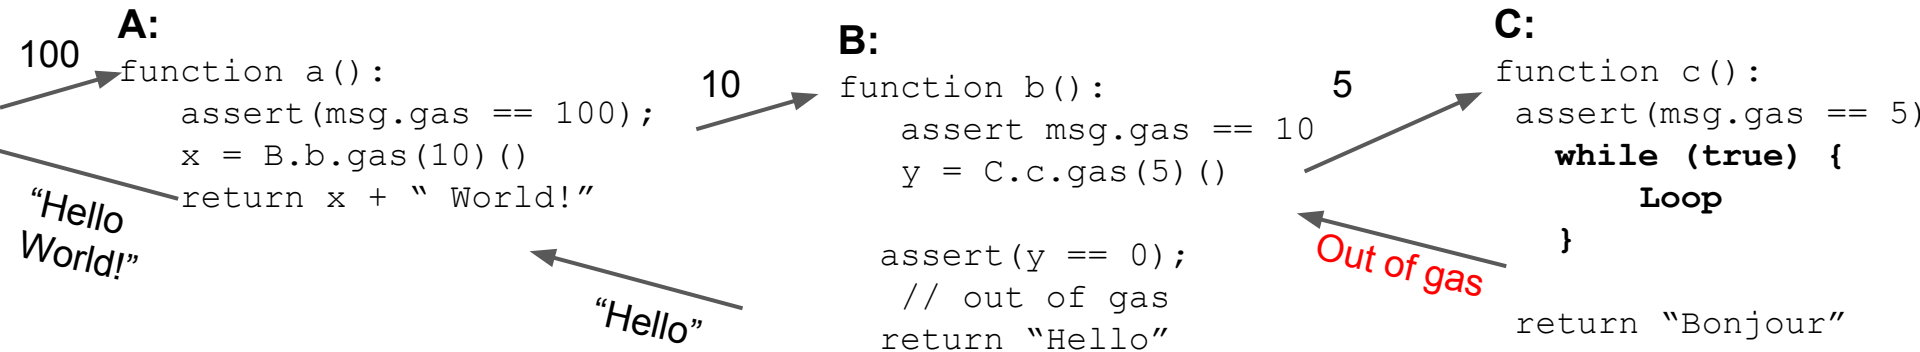 100
A:
function a():
assert(msg.gas == 100);
x = B.b.gas(10)()
return x + “ World!”
“Hello
World!”
10
“Hello”
B:
function b():
assert msg.gas == 10
y = C.c.gas(5)()
assert(y == 0);
// out of gas
return “Hello”
5
Out of gas
C:
function c():
assert(msg.gas == 5)
while (true) {
Loop
}
return “Bonjour”